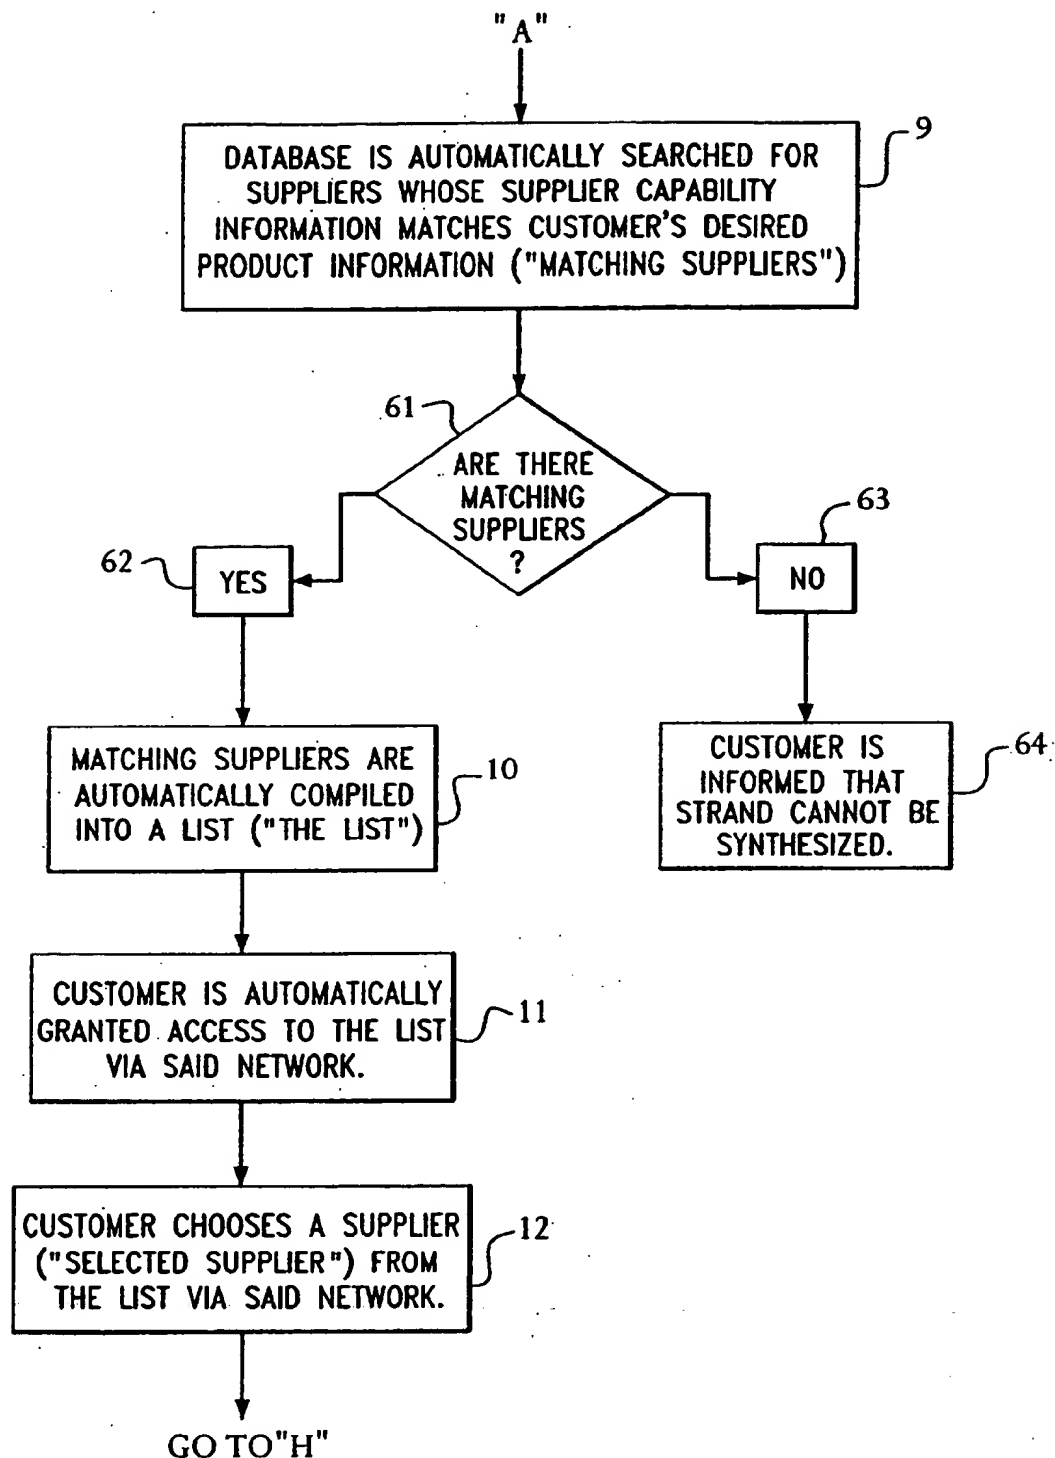 "A"
9
DATABASE IS AUTOMATICALLY SEARCHED FOR
SUPPLIERS WHOSE SUPPLIER CAPABILITY
INFORMATION MATCHES CUSTOMER'S DESIRED
PRODUCT INFORMATION ("MATCHING SUPPLIERS")
61
ARE THERE
MATCHING
SUPPLIERS
?
62
YES
63
NO
MATCHING SUPPLIERS ARE
AUTOMATICALLY COMPILED
INTO A LIST ("THE LIST")
10
CUSTOMER IS
INFORMED THAT
STRAND CANNOT BE
SYNTHESIZED.
64
CUSTOMER IS AUTOMATICALLY
GRANTED ACCESS TO THE LIST
VIA SAID NETWORK.
11
CUSTOMER CHOOSES A SUPPLIER
("SELECTED SUPPLIER") FROM
THE LIST VIA SAID NETWORK.
12
GO TO "H"